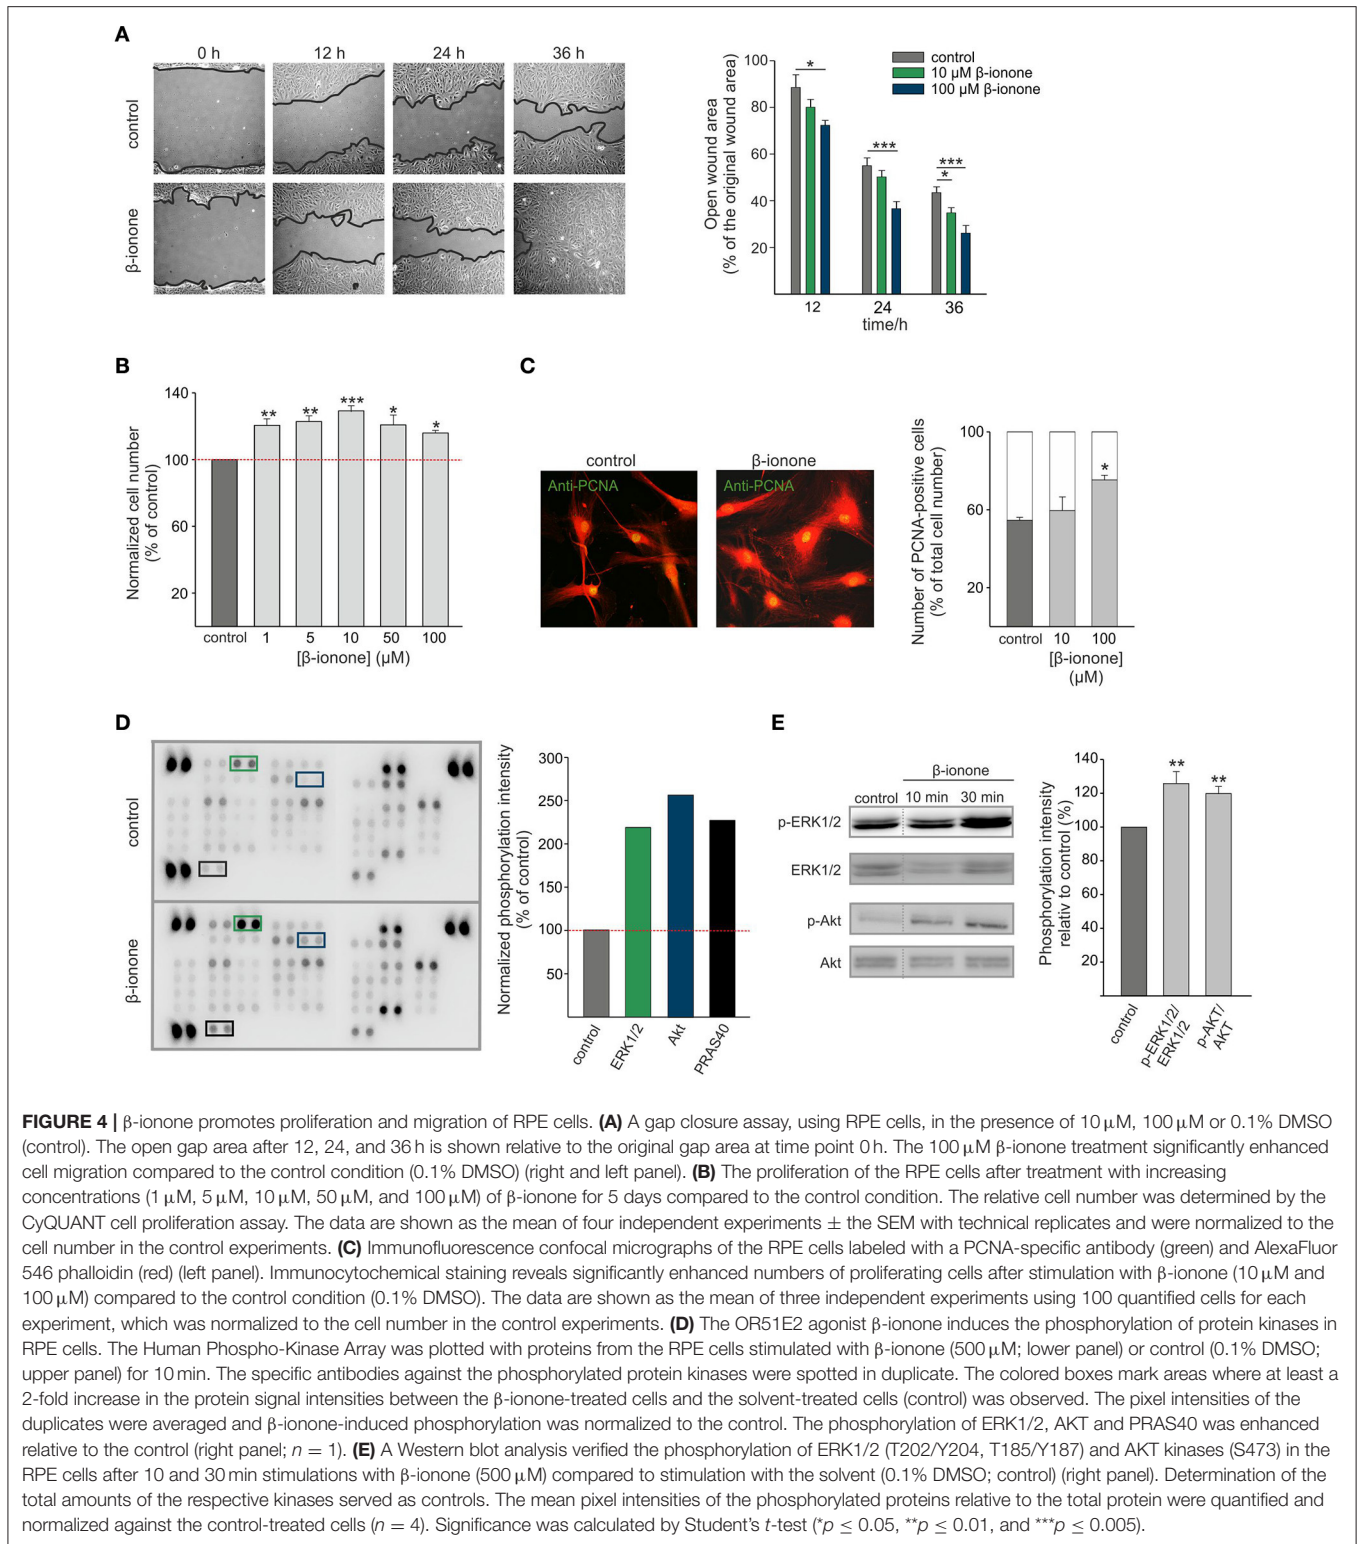 A
0 h
12 h
24 h
36 h
control
β-ionone
Open wound area
(% of the original wound area)
100
80
60
40
20
*
***
***
*
control
10 µM β-ionone
100 µM β-ionone
12
24
36
time/h
B
Normalized cell number
(% of control)
140
100
60
20
**
**
***
*
*
control
1
5
10
50
100
[β-ionone] (µM)
C
control
β-ionone
Anti-PCNA
Anti-PCNA
Number of PCNA-positive cells
(% of total cell number)
100
60
20
*
control
10
100
[β-ionone]
(µM)
D
control
β-ionone
Normalized phosphorylation intensity
(% of control)
300
250
200
150
100
50
control
ERK1/2
Akt
PRAS40
E
β-ionone
control
10 min
30 min
p-ERK1/2
ERK1/2
p-Akt
Akt
Phosphorylation intensity
relativ to control (%)
140
120
100
80
60
40
20
**
**
control
p-ERK1/2/
ERK1/2
p-AKT/
AKT
FIGURE 4 | β-ionone promotes proliferation and migration of RPE cells. (A) A gap closure assay, using RPE cells, in the presence of 10 µM, 100 µM or 0.1% DMSO
(control). The open gap area after 12, 24, and 36 h is shown relative to the original gap area at time point 0 h. The 100 µM β-ionone treatment significantly enhanced
cell migration compared to the control condition (0.1% DMSO) (right and left panel). (B) The proliferation of the RPE cells after treatment with increasing
concentrations (1 µM, 5 µM, 10 µM, 50 µM, and 100 µM) of β-ionone for 5 days compared to the control condition. The relative cell number was determined by the
CyQUANT cell proliferation assay. The data are shown as the mean of four independent experiments ± the SEM with technical replicates and were normalized to the
cell number in the control experiments. (C) Immunofluorescence confocal micrographs of the RPE cells labeled with a PCNA-specific antibody (green) and AlexaFluor
546 phalloidin (red) (left panel). Immunocytochemical staining reveals significantly enhanced numbers of proliferating cells after stimulation with β-ionone (10 µM and
100 µM) compared to the control condition (0.1% DMSO). The data are shown as the mean of three independent experiments using 100 quantified cells for each
experiment, which was normalized to the cell number in the control experiments. (D) The OR51E2 agonist β-ionone induces the phosphorylation of protein kinases in
RPE cells. The Human Phospho-Kinase Array was plotted with proteins from the RPE cells stimulated with β-ionone (500 µM; lower panel) or control (0.1% DMSO;
upper panel) for 10 min. The specific antibodies against the phosphorylated protein kinases were spotted in duplicate. The colored boxes mark areas where at least a
2-fold increase in the protein signal intensities between the β-ionone-treated cells and the solvent-treated cells (control) was observed. The pixel intensities of the
duplicates were averaged and β-ionone-induced phosphorylation was normalized to the control. The phosphorylation of ERK1/2, AKT and PRAS40 was enhanced
relative to the control (right panel; n = 1). (E) A Western blot analysis verified the phosphorylation of ERK1/2 (T202/Y204, T185/Y187) and AKT kinases (S473) in the
RPE cells after 10 and 30 min stimulations with β-ionone (500 µM) compared to stimulation with the solvent (0.1% DMSO; control) (right panel). Determination of the
total amounts of the respective kinases served as controls. The mean pixel intensities of the phosphorylated proteins relative to the total protein were quantified and
normalized against the control-treated cells (n = 4). Significance was calculated by Student's t-test (*p ≤ 0.05, **p ≤ 0.01, and ***p ≤ 0.005).